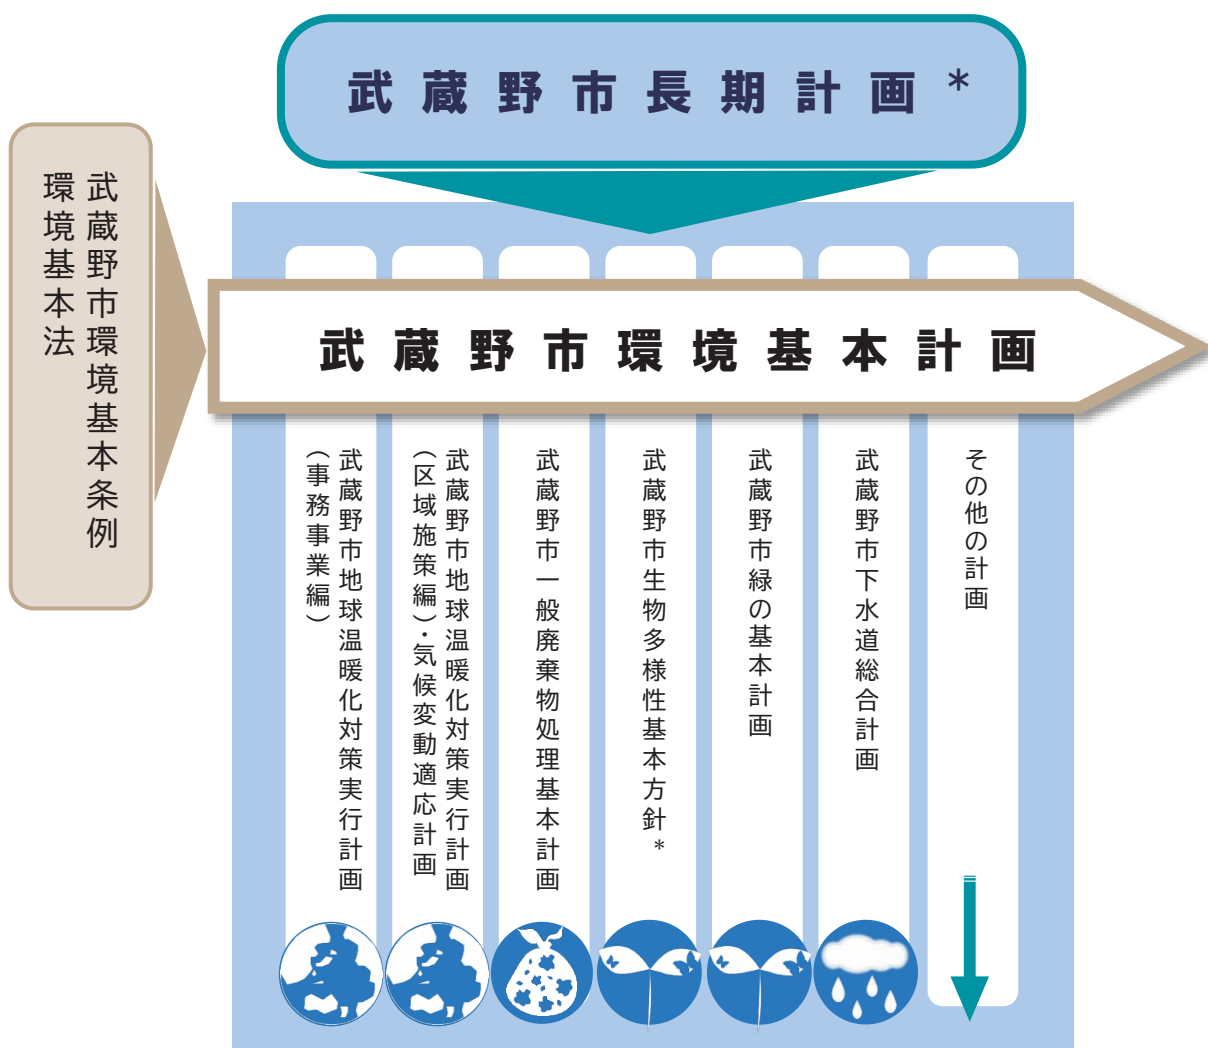 武蔵野市長期計画*
武蔵野市環境基本条例
環境基本法
武蔵野市環境基本計画
武蔵野市地球温暖化対策実行計画
（事務事業編）
武蔵野市地球温暖化対策実行計画
（区域施策編）・気候変動適応計画
武蔵野市一般廃棄物処理基本計画
武蔵野市生物多様性基本方針*
武蔵野市緑の基本計画
武蔵野市下水道総合計画
その他の計画